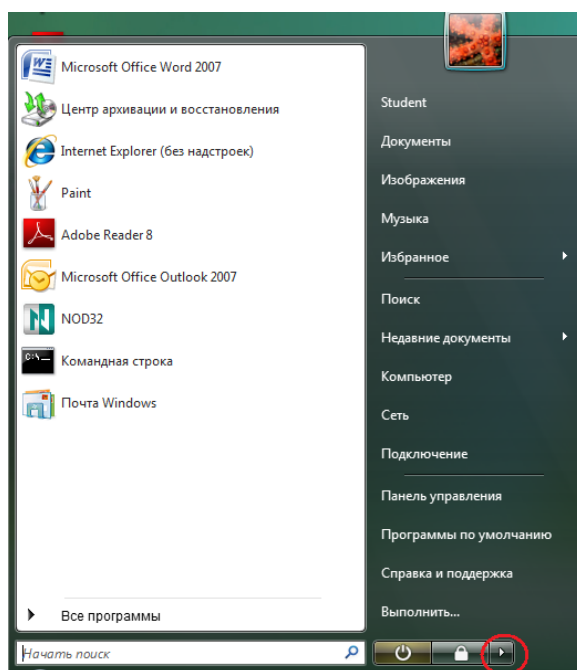 Microsoft Office Word 2007
Центр архивации и восстановления
Internet Explorer (без надстроек)
Paint
Adobe Reader 8
Microsoft Office Outlook 2007
NOD32
Командная строка
Почта Windows
Все программы
Начать поиск
Student
Документы
Изображения
Музыка
Избранное
Поиск
Недавние документы
Компьютер
Сеть
Подключение
Панель управления
Программы по умолчанию
Справка и поддержка
Выполнить...